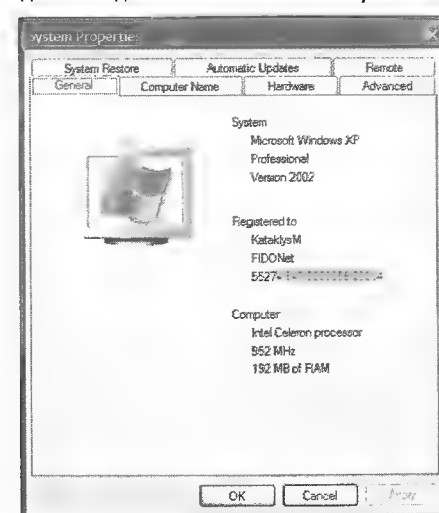 System Properties
System Restore Automatic Updates Remote
General Computer Name Hardware Advanced
System
Microsoft Windows XP
Professional
Version 2002
Registered to
KataklysM
FIDONet
Computer
Intel Celeron processor
952 MHz
192 MB of RAM
OK Cancel Apply